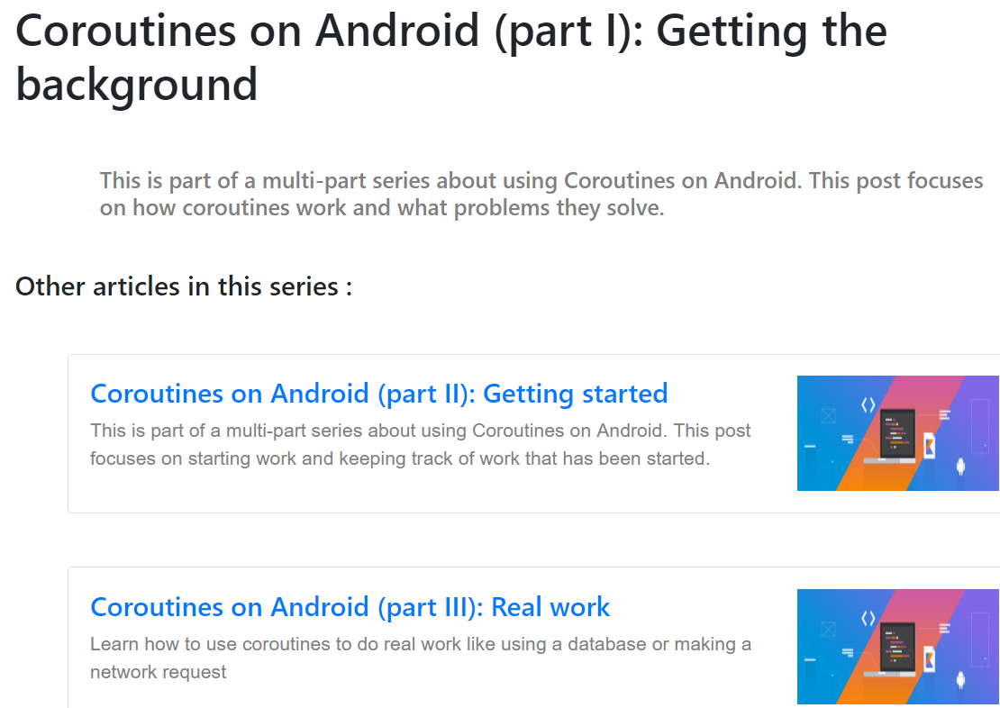 Coroutines on Android (part I): Getting the
background
This is part of a multi-part series about using Coroutines on Android. This post focuses
on how coroutines work and what problems they solve.
Other articles in this series :
Coroutines on Android (part II): Getting started
This is part of a multi-part series about using Coroutines on Android. This post
focuses on starting work and keeping track of work that has been started.
Coroutines on Android (part III): Real work
Learn how to use coroutines to do real work like using a database or making a
network request